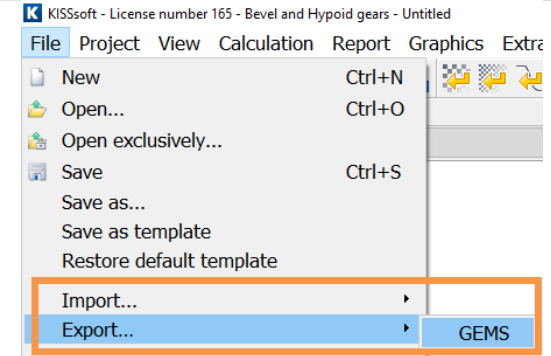 K KISSsoft - License number 165 - Bevel and Hypoid gears - Untitled
File Project View Calculation Report Graphics
New Ctrl+N
Open... Ctrl+O
Open exclusively...
Save Ctrl+S
Save as...
Save as template
Restore default template
Import...
Export...
GEMS